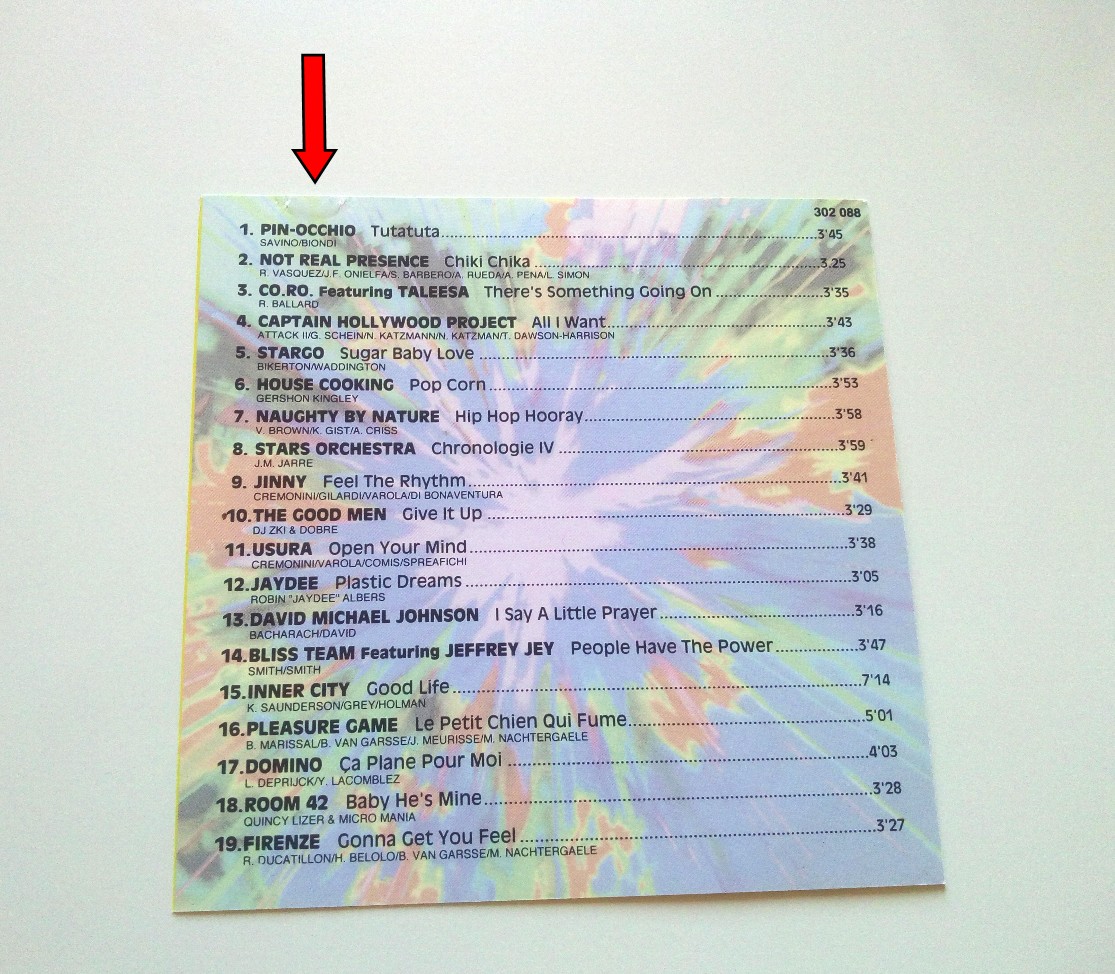 302 088
1. PIN-OCCHIO Tutatuta..........3'45
SAVINO/BIONDI
2. NOT REAL PRESENCE Chiki Chika..........3.25
R. VASQUEZ/J.F. ONIELFA/S. BARBERO/A. RUEDA/A. PENA/L. SIMON
3. CO.RO. Featuring TALEESA There's Something Going On..........3'35
R. BALLARD
4. CAPTAIN HOLLYWOOD PROJECT All I Want..........3'43
ATTACK II/G. SCHEIN/N. KATZMANN/N. KATZMAN/T. DAWSON-HARRISON
5. STARGO Sugar Baby Love..........3'36
BIKERTON/WADDINGTON
6. HOUSE COOKING Pop Corn..........3'53
GERSHON KINGLEY
7. NAUGHTY BY NATURE Hip Hop Hooray..........3'58
V. BROWN/K. GIST/A. CRISS
8. STARS ORCHESTRA Chronologie IV..........3'59
J.M. JARRE
9. JINNY Feel The Rhythm..........3'41
CREMONINI/GILARDI/VAROLA/DI BONAVENTURA
10. THE GOOD MEN Give It Up..........3'29
DJ ZKI & DOBRE
11. USURA Open Your Mind..........3'38
CREMONINI/VAROLA/COMIS/SPREAFICHI
12. JAYDEE Plastic Dreams..........3'05
ROBIN "JAYDEE" ALBERS
13. DAVID MICHAEL JOHNSON I Say A Little Prayer..........3'16
BACHARACH/DAVID
14. BLISS TEAM Featuring JEFFREY JEY People Have The Power..........3'47
SMITH/SMITH
15. INNER CITY Good Life..........7'14
K. SAUNDERSON/GREY/HOLMAN
16. PLEASURE GAME Le Petit Chien Qui Fume..........5'01
B. MARISSAL/B. VAN GARSSE/J. MEURISSE/M. NACHTERGAELE
17. DOMINO Ça Plane Pour Moi..........4'03
L. DEPRIJCK/Y. LACOMBLEZ
18. ROOM 42 Baby He's Mine..........3'28
QUINCY LIZER & MICRO MANIA
19. FIRENZE Gonna Get You Feel..........3'27
R. DUCATILLON/H. BELOLO/B. VAN GARSSE/M. NACHTERGAELE